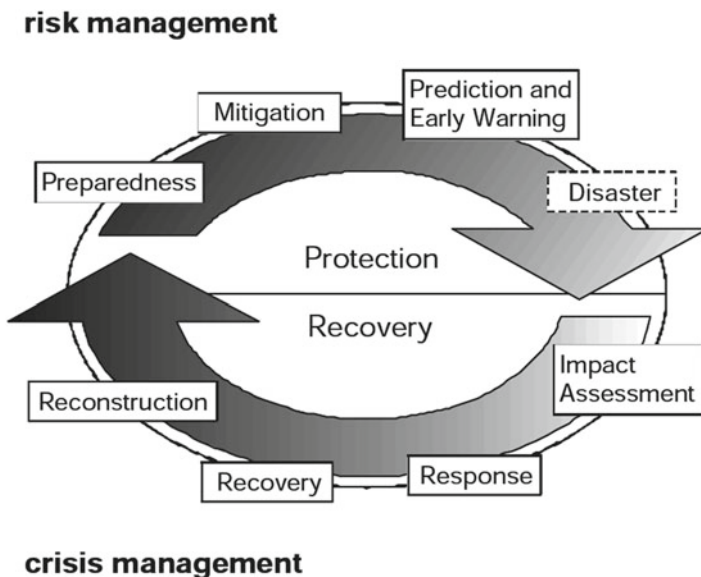 risk management
Mitigation
Prediction and
Early Warning
Preparedness
Disaster
Protection
Recovery
Impact
Assessment
Reconstruction
Recovery
Response
crisis management